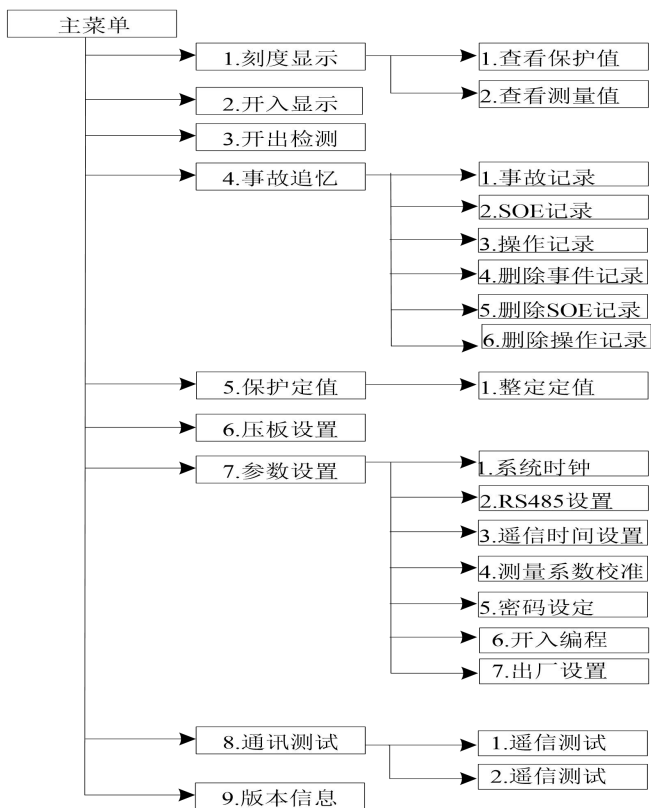 主菜单
1.刻度显示
1.查看保护值
2.查看测量值
2.开入显示
3.开出检测
4.事故追忆
1.事故记录
2.SOE记录
3.操作记录
4.删除事件记录
5.删除SOE记录
6.删除操作记录
5.保护定值
1.整定定值
6.压板设置
7.参数设置
1.系统时钟
2.RS485设置
3.遥信时间设置
4.测量系数校准
5.密码设定
6.开入编程
7.出厂设置
8.通讯测试
1.遥信测试
2.遥信测试
9.版本信息